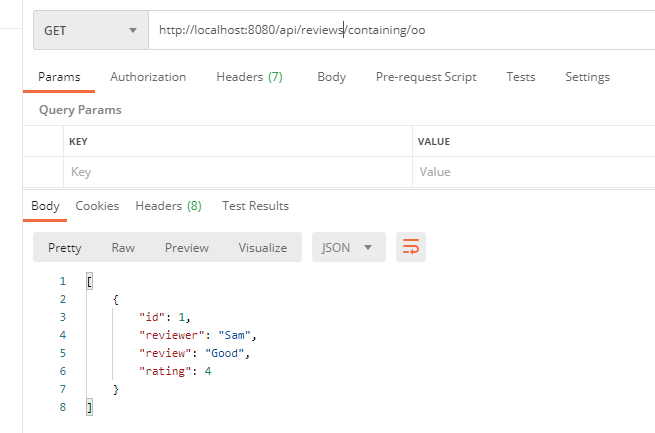 GET http://localhost:8080/api/reviews/containing/oo
Params Authorization Headers (7) Body Pre-request Script Tests Settings
Query Params
KEY VALUE
Key Value
Body Cookies Headers (8) Test Results
Pretty Raw Preview Visualize JSON
1 [
2 {
3 "id": 1,
4 "reviewer": "Sam",
5 "review": "Good",
6 "rating": 4
7 }
8 ]